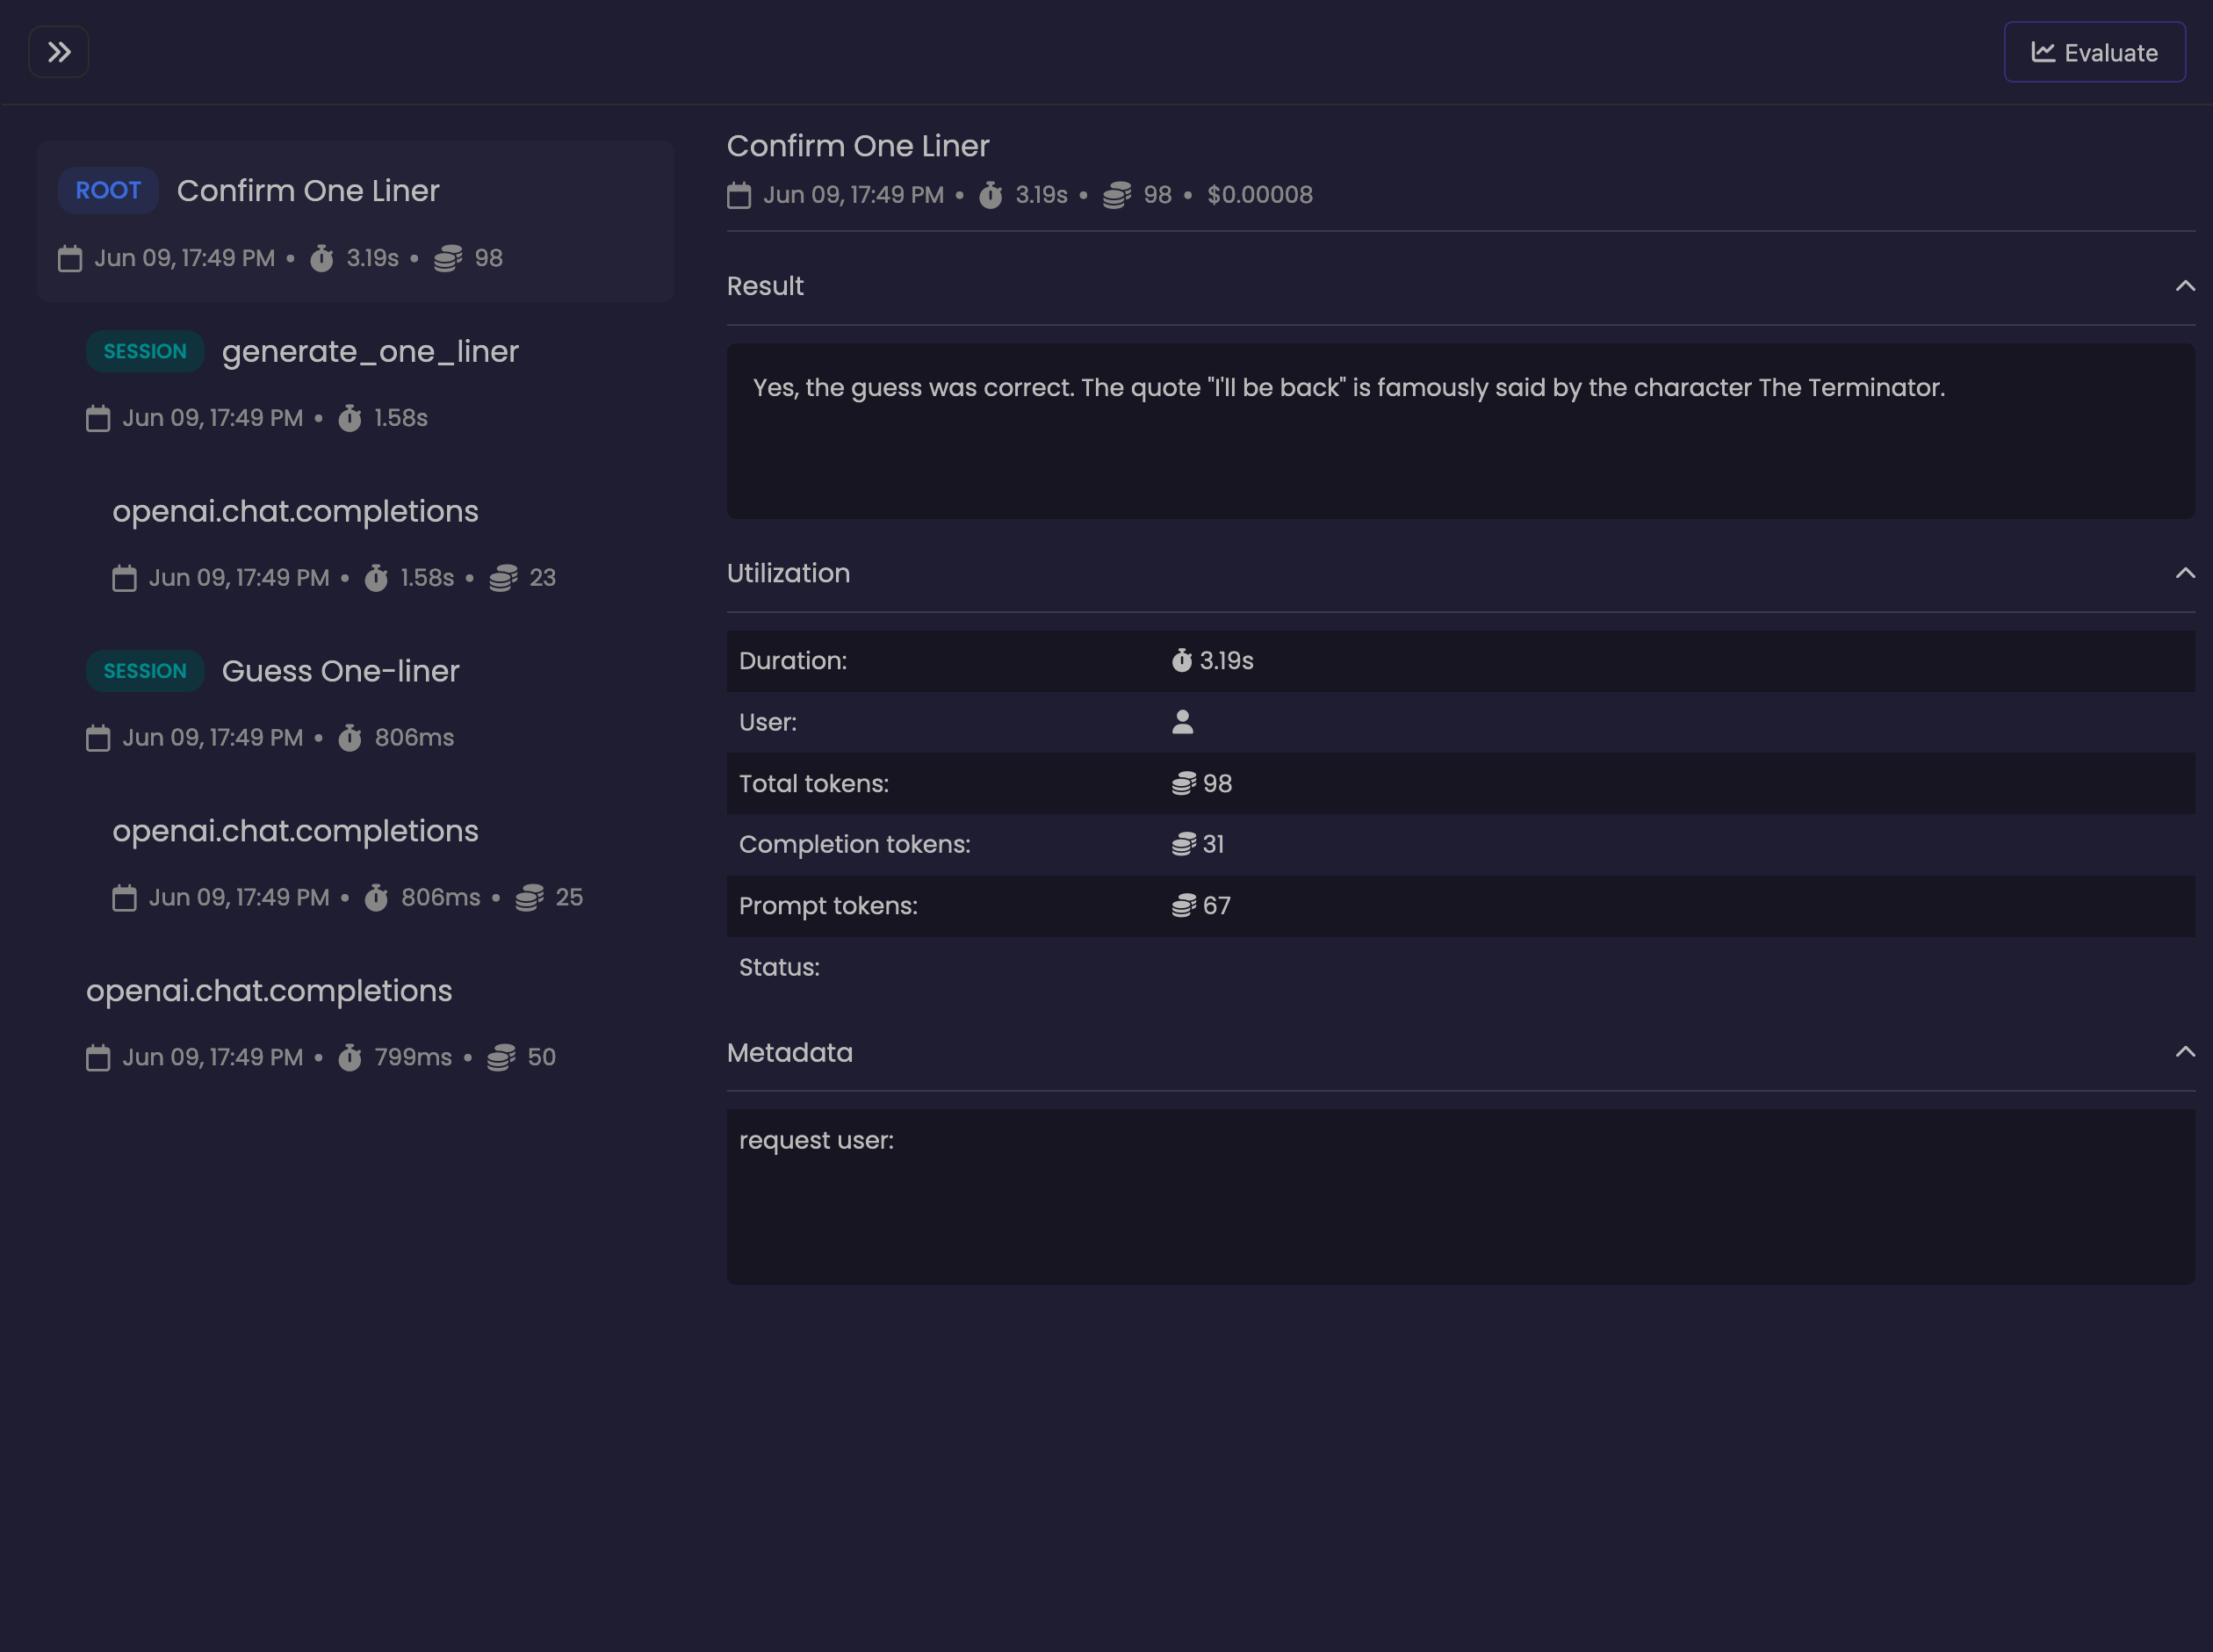 Evaluate
ROOT Confirm One Liner
Jun 09, 17:49 PM • 3.19s • 98
SESSION generate_one_liner
Jun 09, 17:49 PM • 1.58s
openai.chat.completions
Jun 09, 17:49 PM • 1.58s • 23
SESSION Guess One-liner
Jun 09, 17:49 PM • 806ms
openai.chat.completions
Jun 09, 17:49 PM • 806ms • 25
openai.chat.completions
Jun 09, 17:49 PM • 799ms • 50
Confirm One Liner
Jun 09, 17:49 PM • 3.19s • 98 • $0.00008
Result
Yes, the guess was correct. The quote "I'll be back" is famously said by the character The Terminator.
Utilization
Duration: 3.19s
User:
Total tokens: 98
Completion tokens: 31
Prompt tokens: 67
Status:
Metadata
request user: